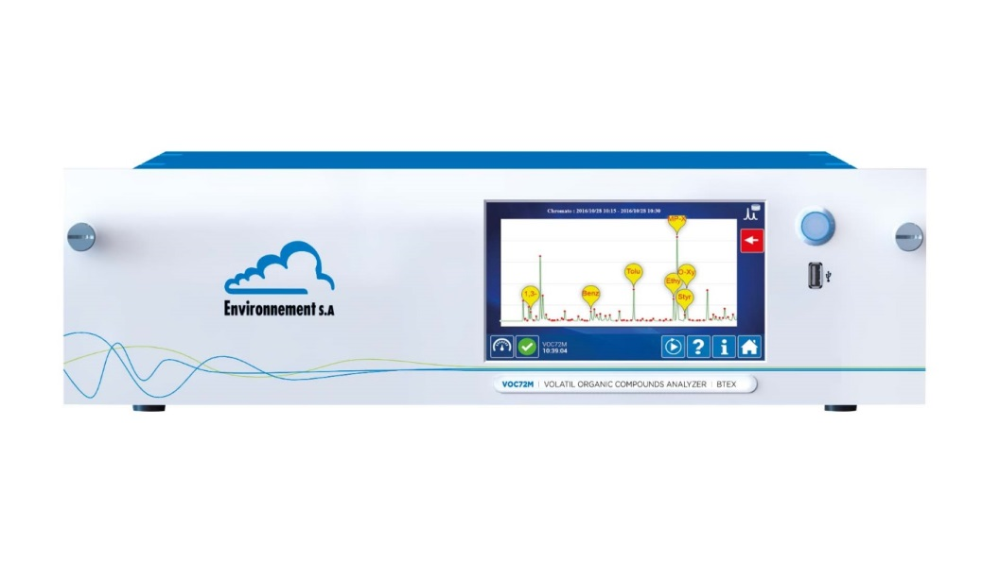 Chromato : 2016/10/28 10:15 - 2016/10/28 10:30
MP-X
Tolu
O-Xy
Ethy
1,3-
Benz
Styr
VOC72M
10:39:04
?
i
Environnement S.A
VOC72M | VOLATIL ORGANIC COMPOUNDS ANALYZER | BTEX